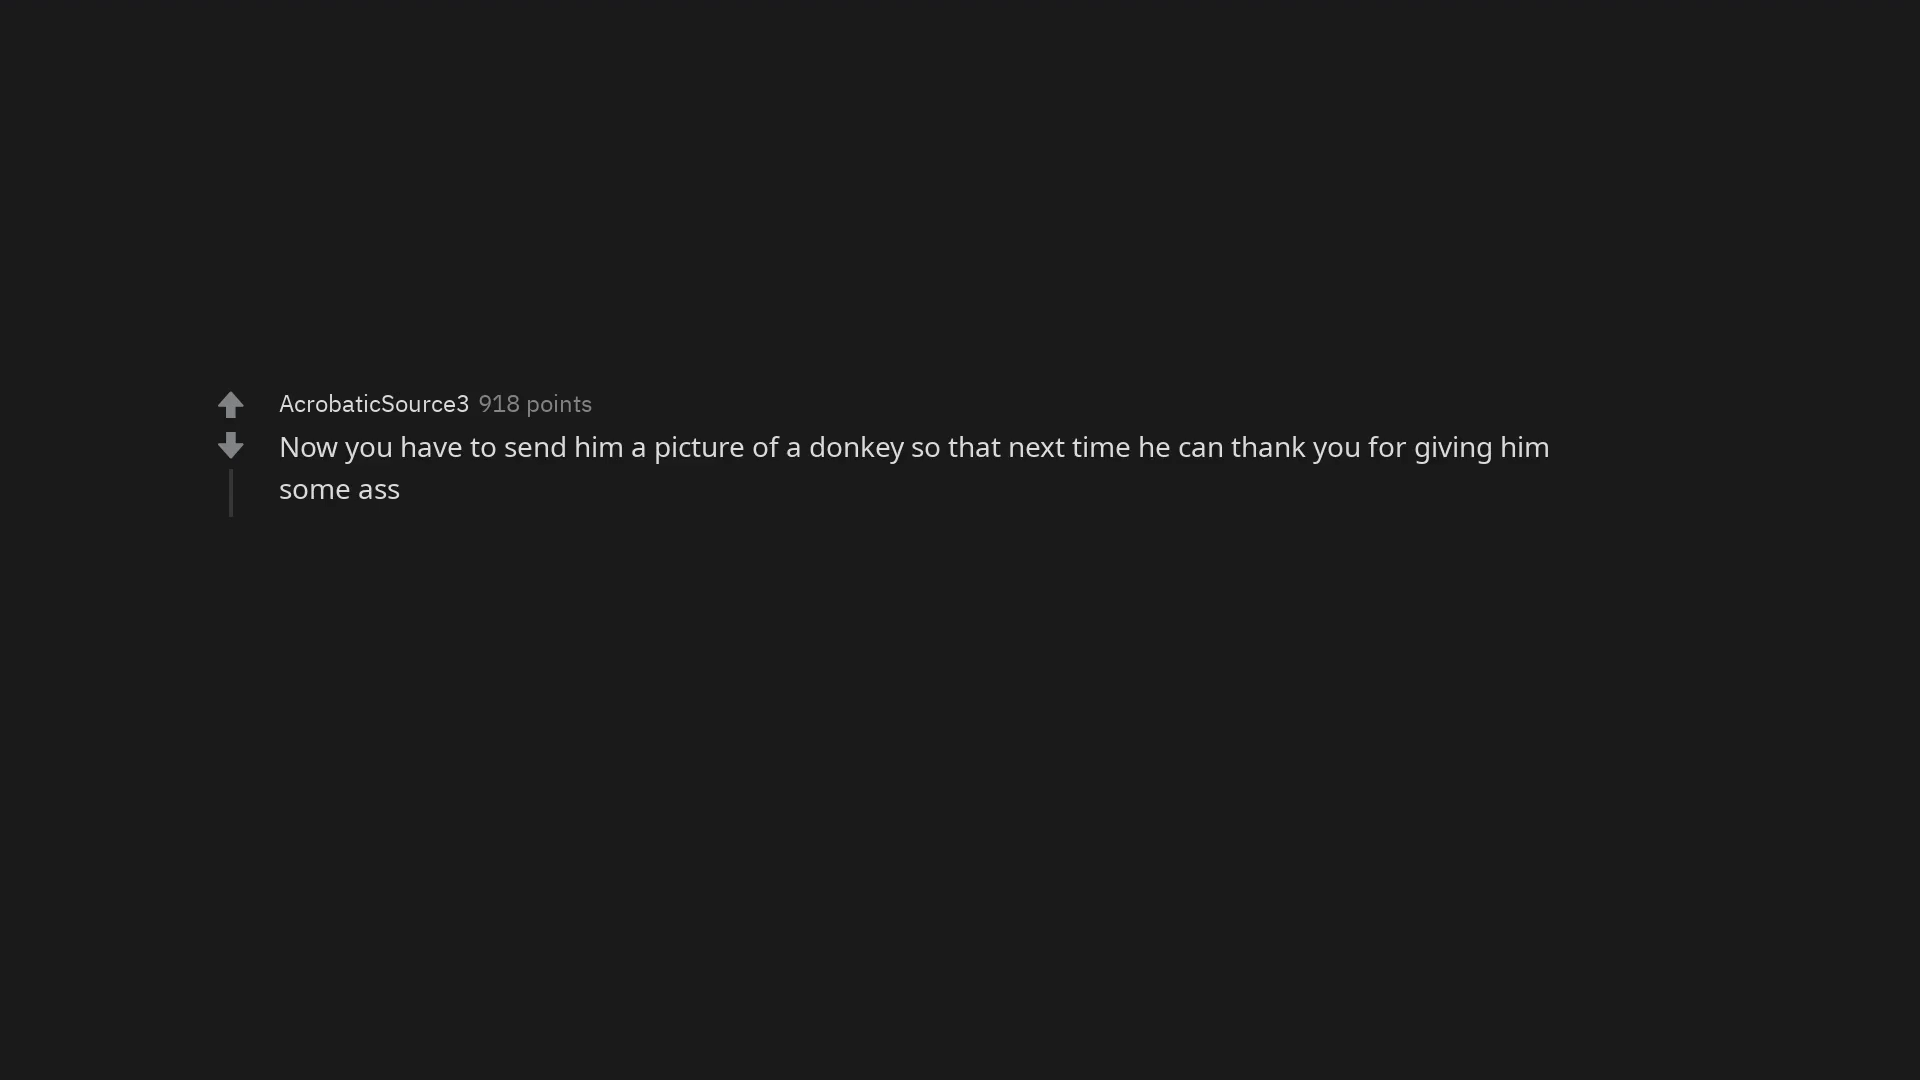 AcrobaticSource3 918 points
Now you have to send him a picture of a donkey so that next time he can thank you for giving him
some ass